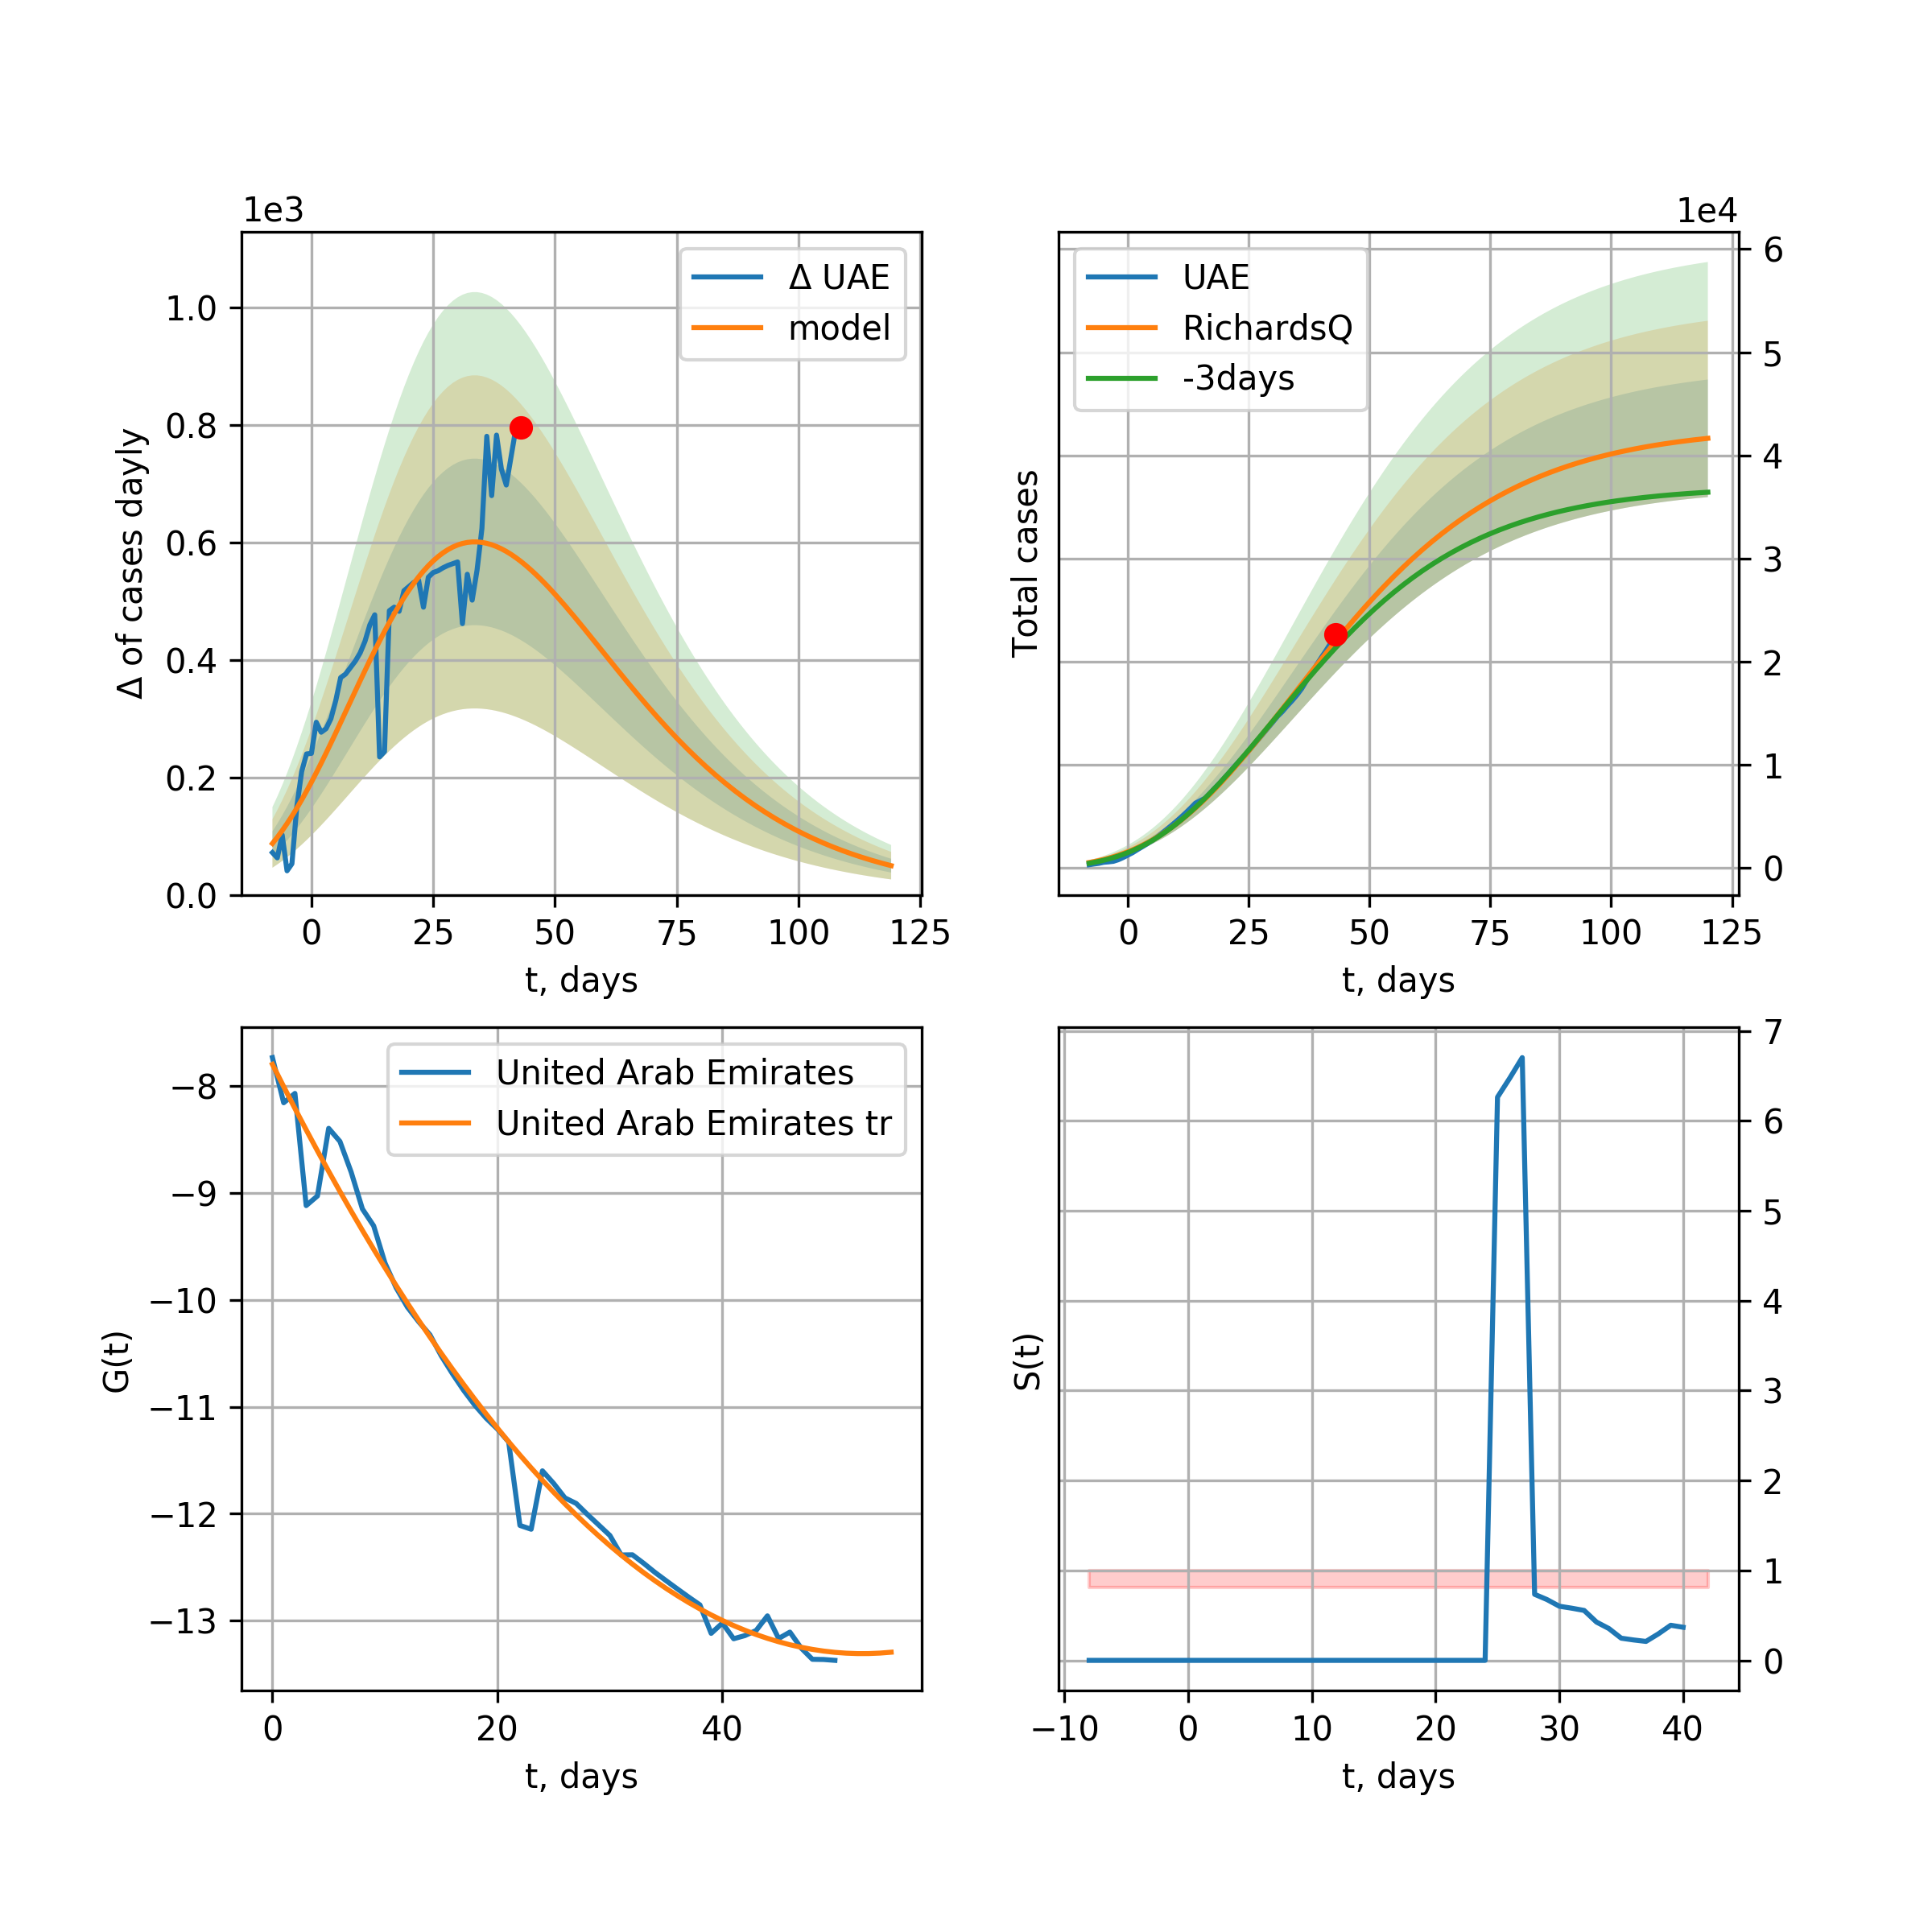 1e3
Δ of cases dayly
1.0
0.8
0.6
0.4
0.2
0.0
0 25 50 75 100 125
t, days
Δ UAE
model
1e4
Total cases
6
5
4
3
2
1
0
0 25 50 75 100 125
t, days
UAE
RichardsQ
-3days
G(t)
−8
−9
−10
−11
−12
−13
0 20 40
t, days
United Arab Emirates
United Arab Emirates tr
S(t)
7
6
5
4
3
2
1
0
−10 0 10 20 30 40
t, days